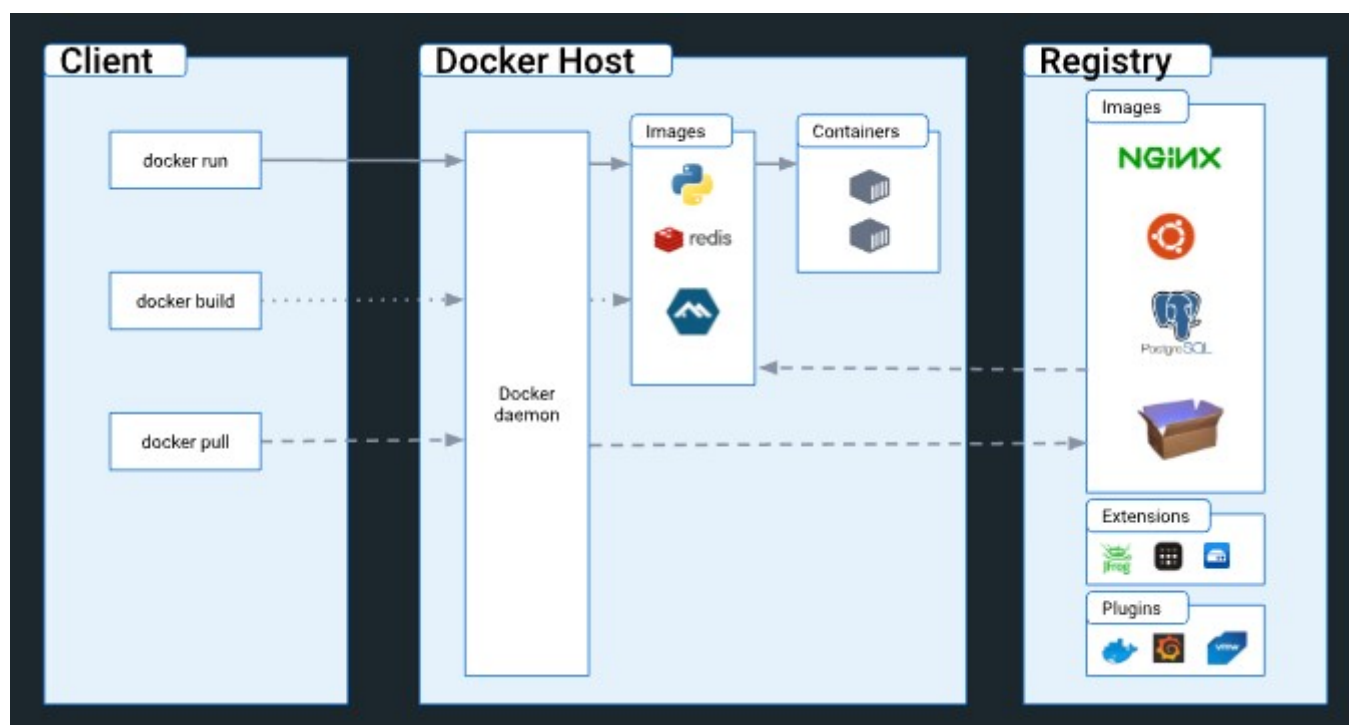 Client
docker run
docker build
docker pull
Docker Host
Docker
daemon
Images
redis
Containers
Registry
Images
NGINX
PostgreSQL
Extensions
jFrog
Plugins
vmw